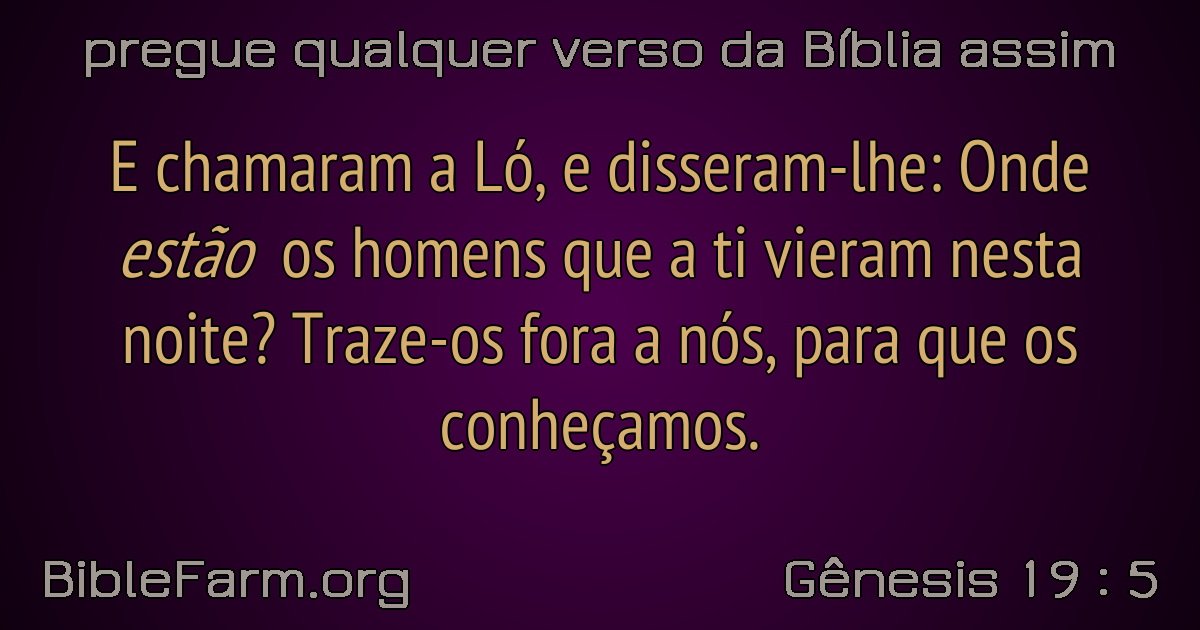 pregue qualquer verso da Bíblia assim
E chamaram a Ló, e disseram-lhe: Onde
estão os homens que a ti vieram nesta
noite? Traze-os fora a nós, para que os
conheçamos.
BibleFarm.org
Gênesis 19 : 5